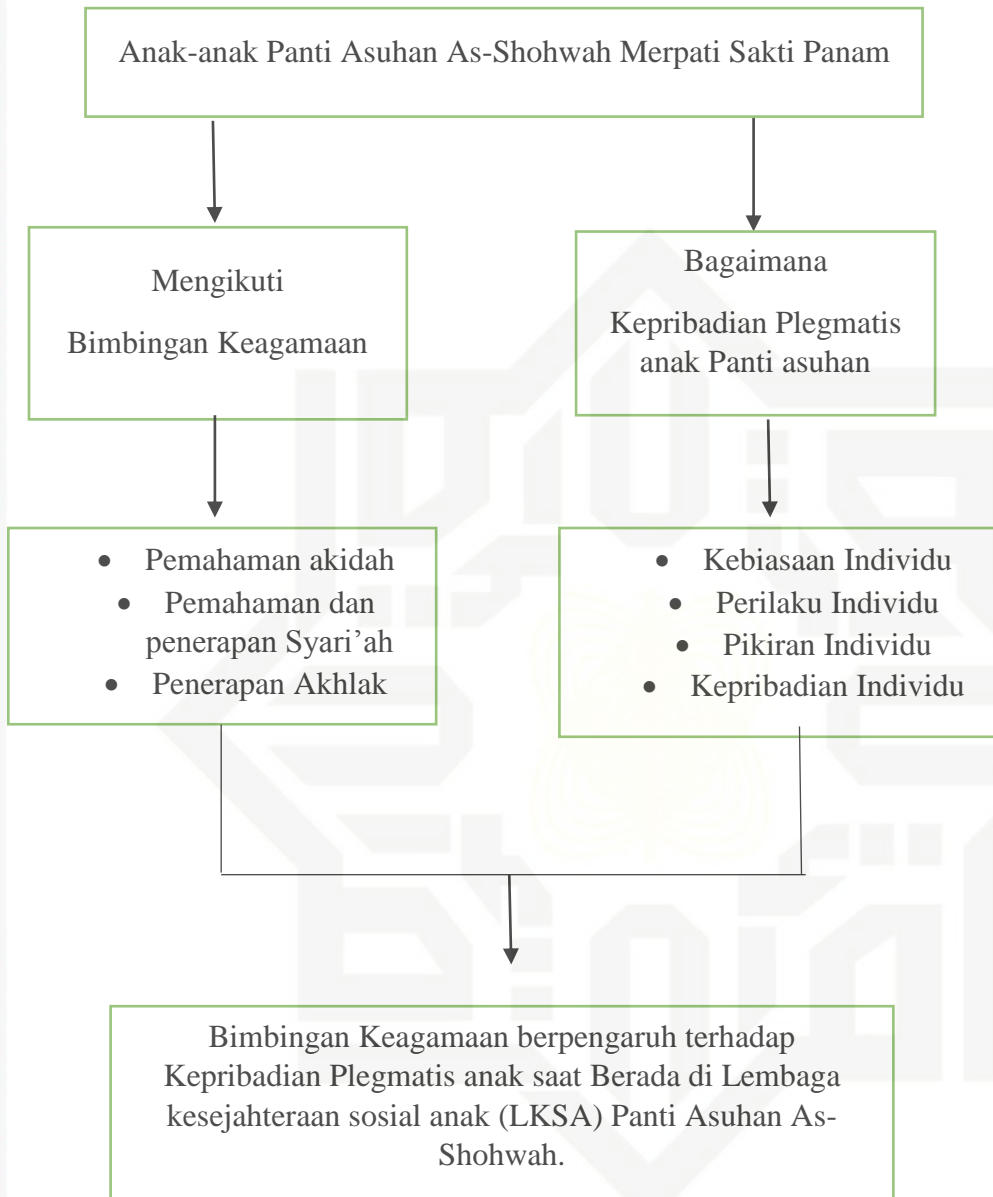 Anak-anak Panti Asuhan As-Shohwah Merpati Sakti Panam
Mengikuti
Bimbingan Keagamaan
Bagaimana
Kepribadian Plegmatis
anak Panti asuhan
• Pemahaman akidah
• Pemahaman dan
penerapan Syari’ah
• Penerapan Akhlak
• Kebiasaan Individu
• Perilaku Individu
• Pikiran Individu
• Kepribadian Individu
Bimbingan Keagamaan berpengaruh terhadap
Kepribadian Plegmatis anak saat Berada di Lembaga
kesejahteraan sosial anak (LKSA) Panti Asuhan As-
Shohwah.